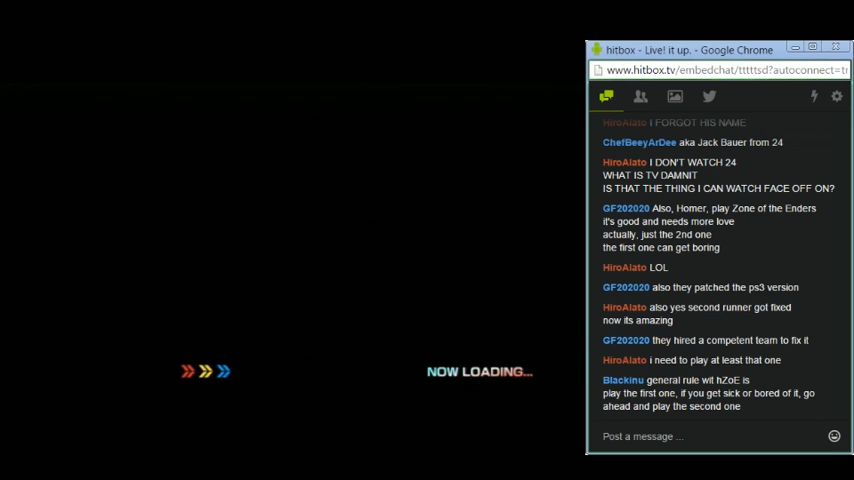 hitbox - Live! it up. - Google Chrome
www.hitbox.tv/embedchat/tttttsd?autoconnect=tr
HiroAlato I FORGOT HIS NAME
ChefBeeyArDee aka Jack Bauer from 24
HiroAlato I DON'T WATCH 24
WHAT IS TV DAMNIT
IS THAT THE THING I CAN WATCH FACE OFF ON?
GF202020 Also, Homer, play Zone of the Enders
it's good and needs more love
actually, just the 2nd one
the first one can get boring
HiroAlato LOL
GF202020 also they patched the ps3 version
HiroAlato also yes second runner got fixed
now its amazing
GF202020 they hired a competent team to fix it
HiroAlato i need to play at least that one
Blackinu general rule wit hZoE is
play the first one, if you get sick or bored of it, go
ahead and play the second one
Post a message ...
NOW LOADING...